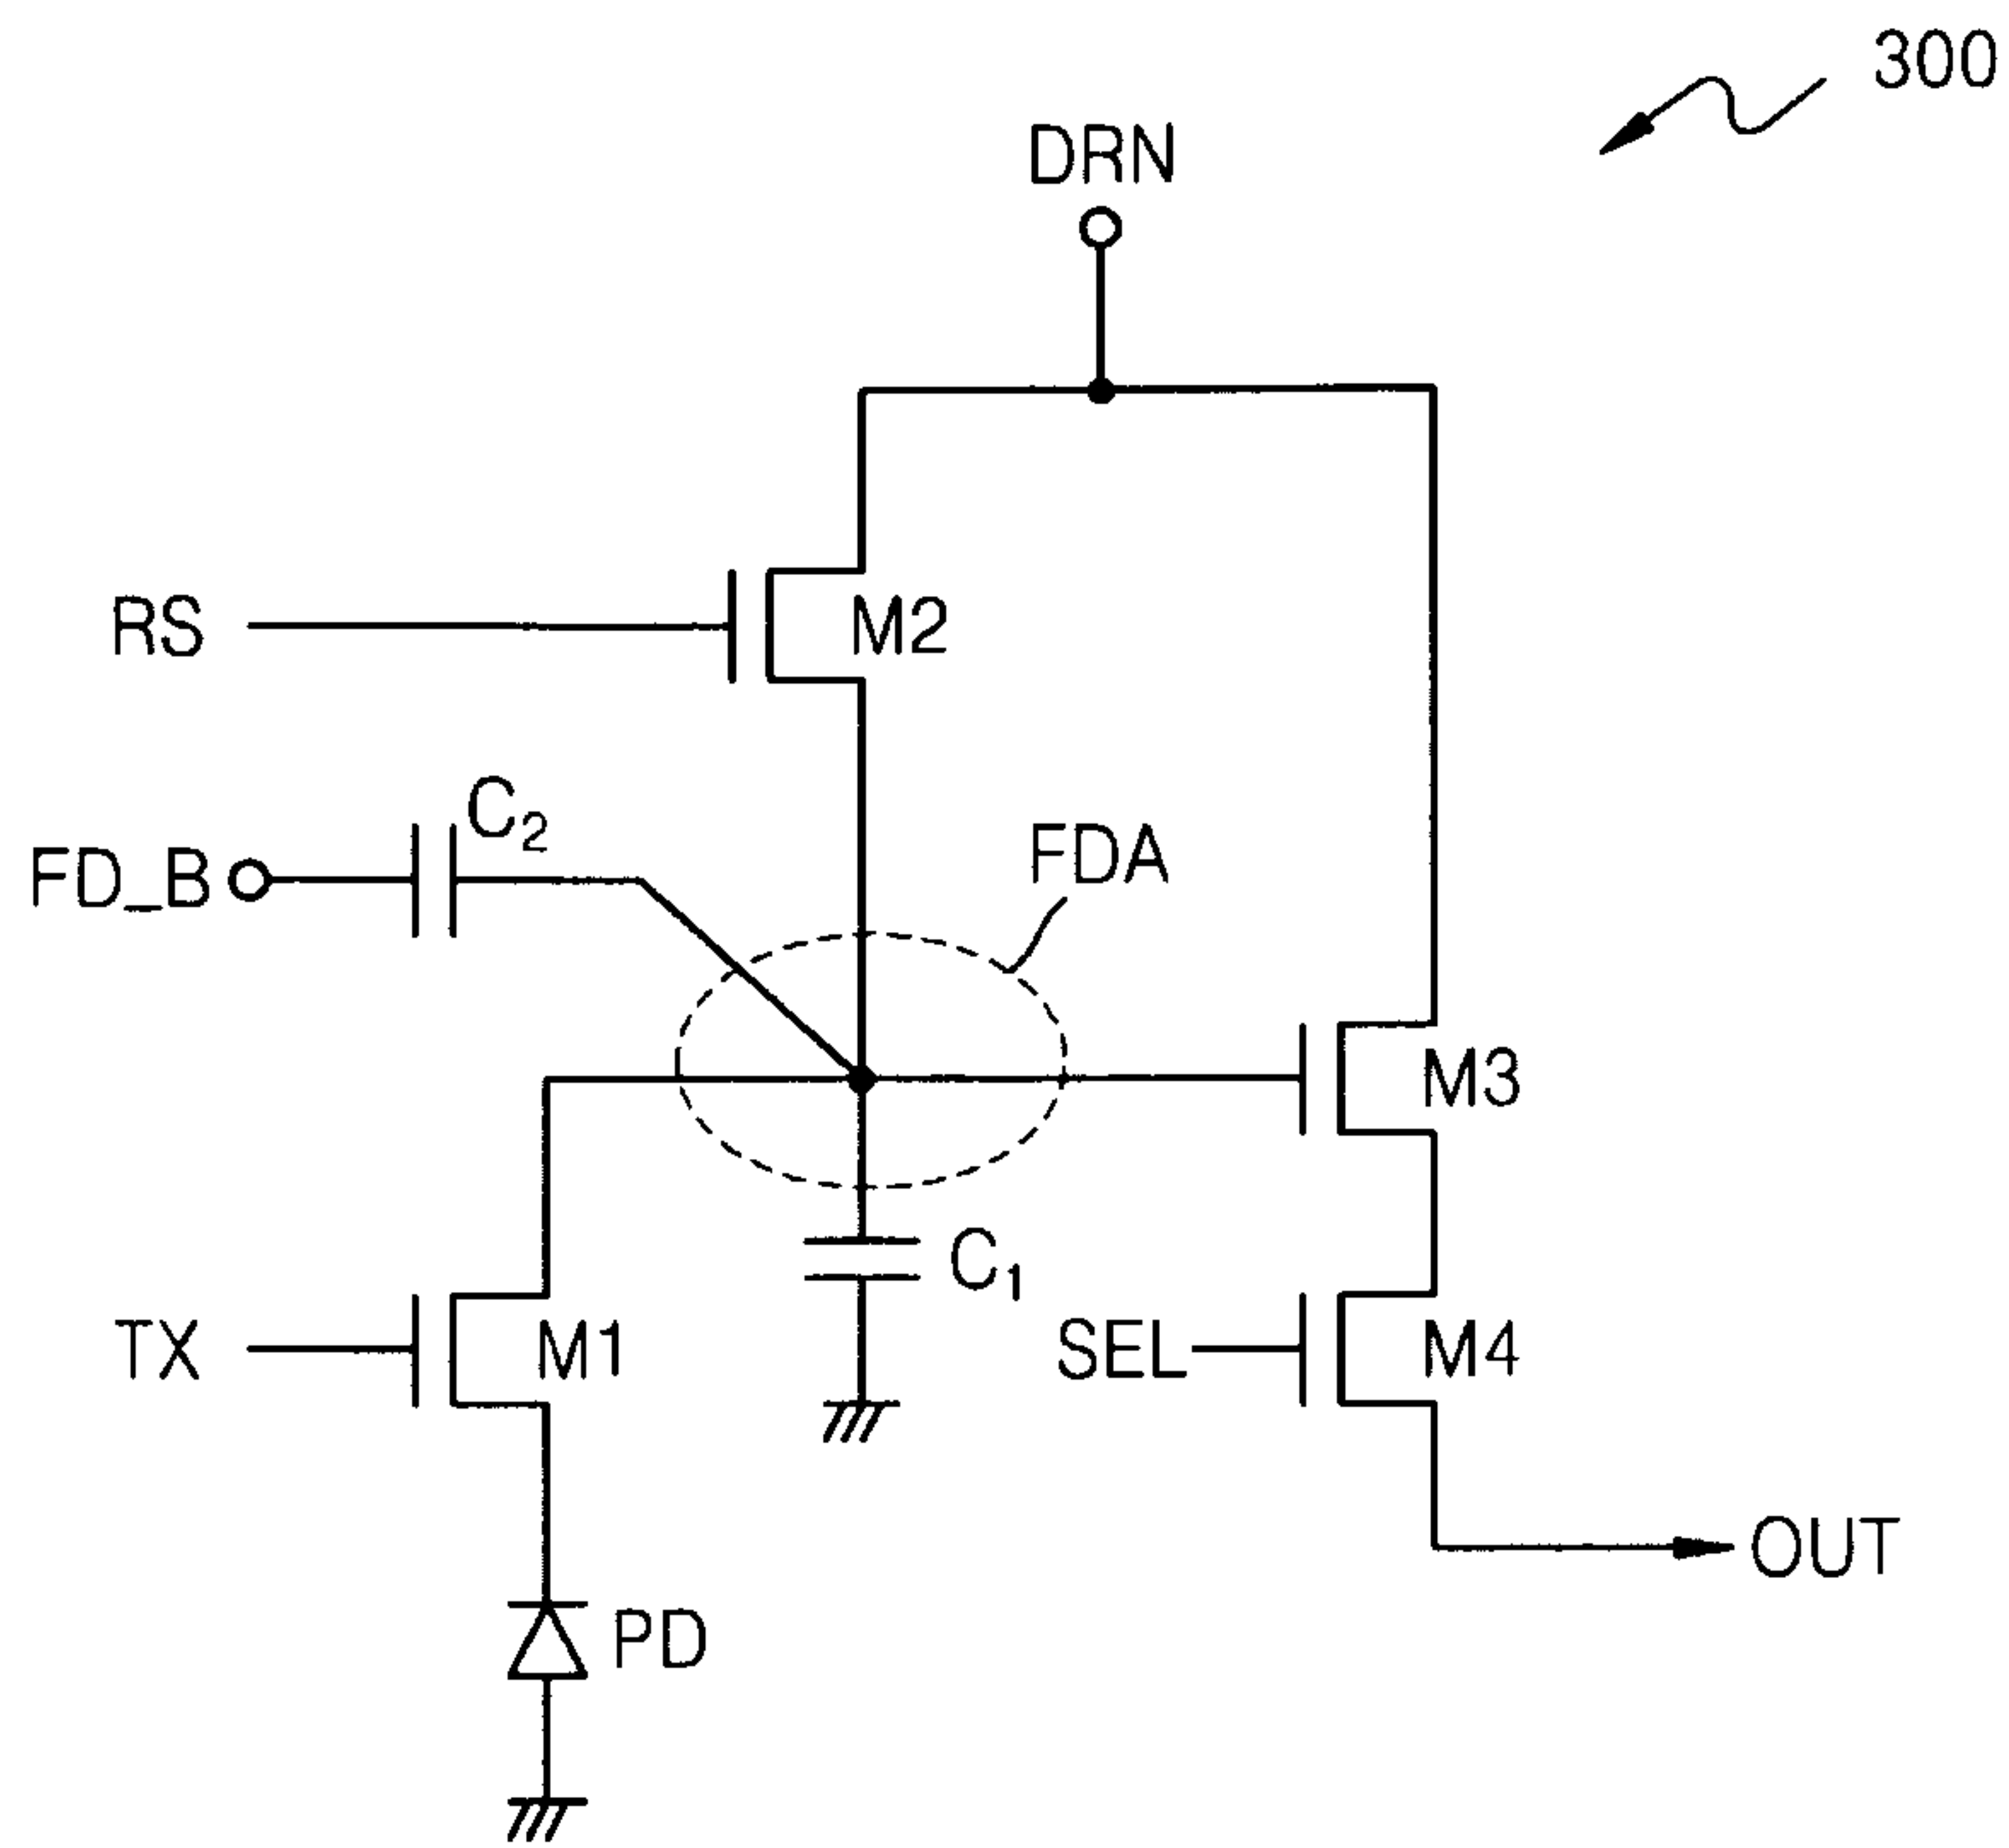 300
DRN
RS
M2
C₂
FD_B
FDA
M3
C₁
TX
M1
SEL
M4
OUT
PD